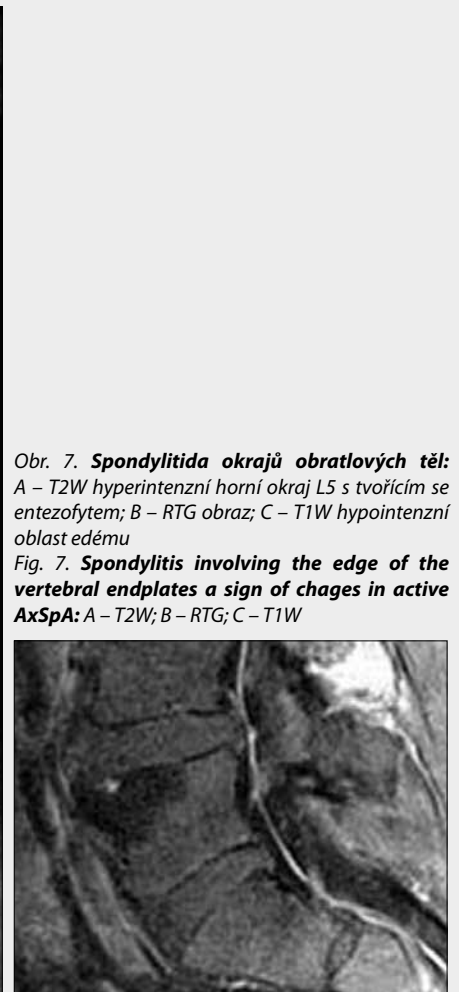 Obr. 7. Spondylitida okrajů obratlových těl:
A – T2W hyperintenzní horní okraj L5 s tvořícím se
entezofytem; B – RTG obraz; C – T1W hypointenzní
oblast edému
Fig. 7. Spondylitis involving the edge of the
vertebral endplates a sign of chages in active
AxSpA: A – T2W; B – RTG; C – T1W